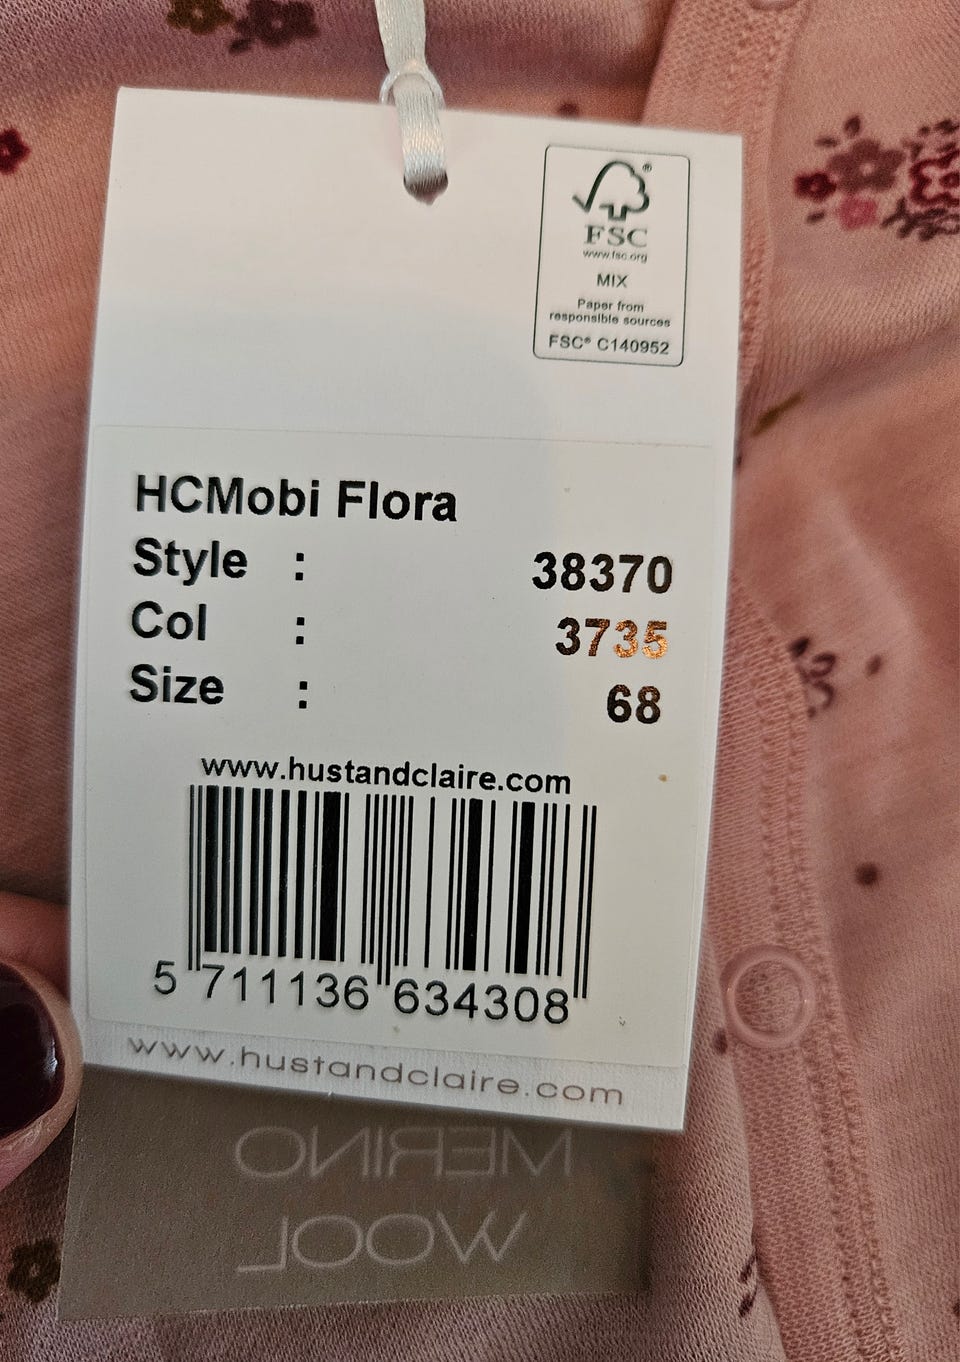 FSC®
www.fsc.org
MIX
Paper from
responsible sources
FSC® C140952
HCMobi Flora
Style : 38370
Col : 3735
Size : 68
www.hustandclaire.com
5 711136 634308
www.hustandclaire.com
MERINO
WOOL